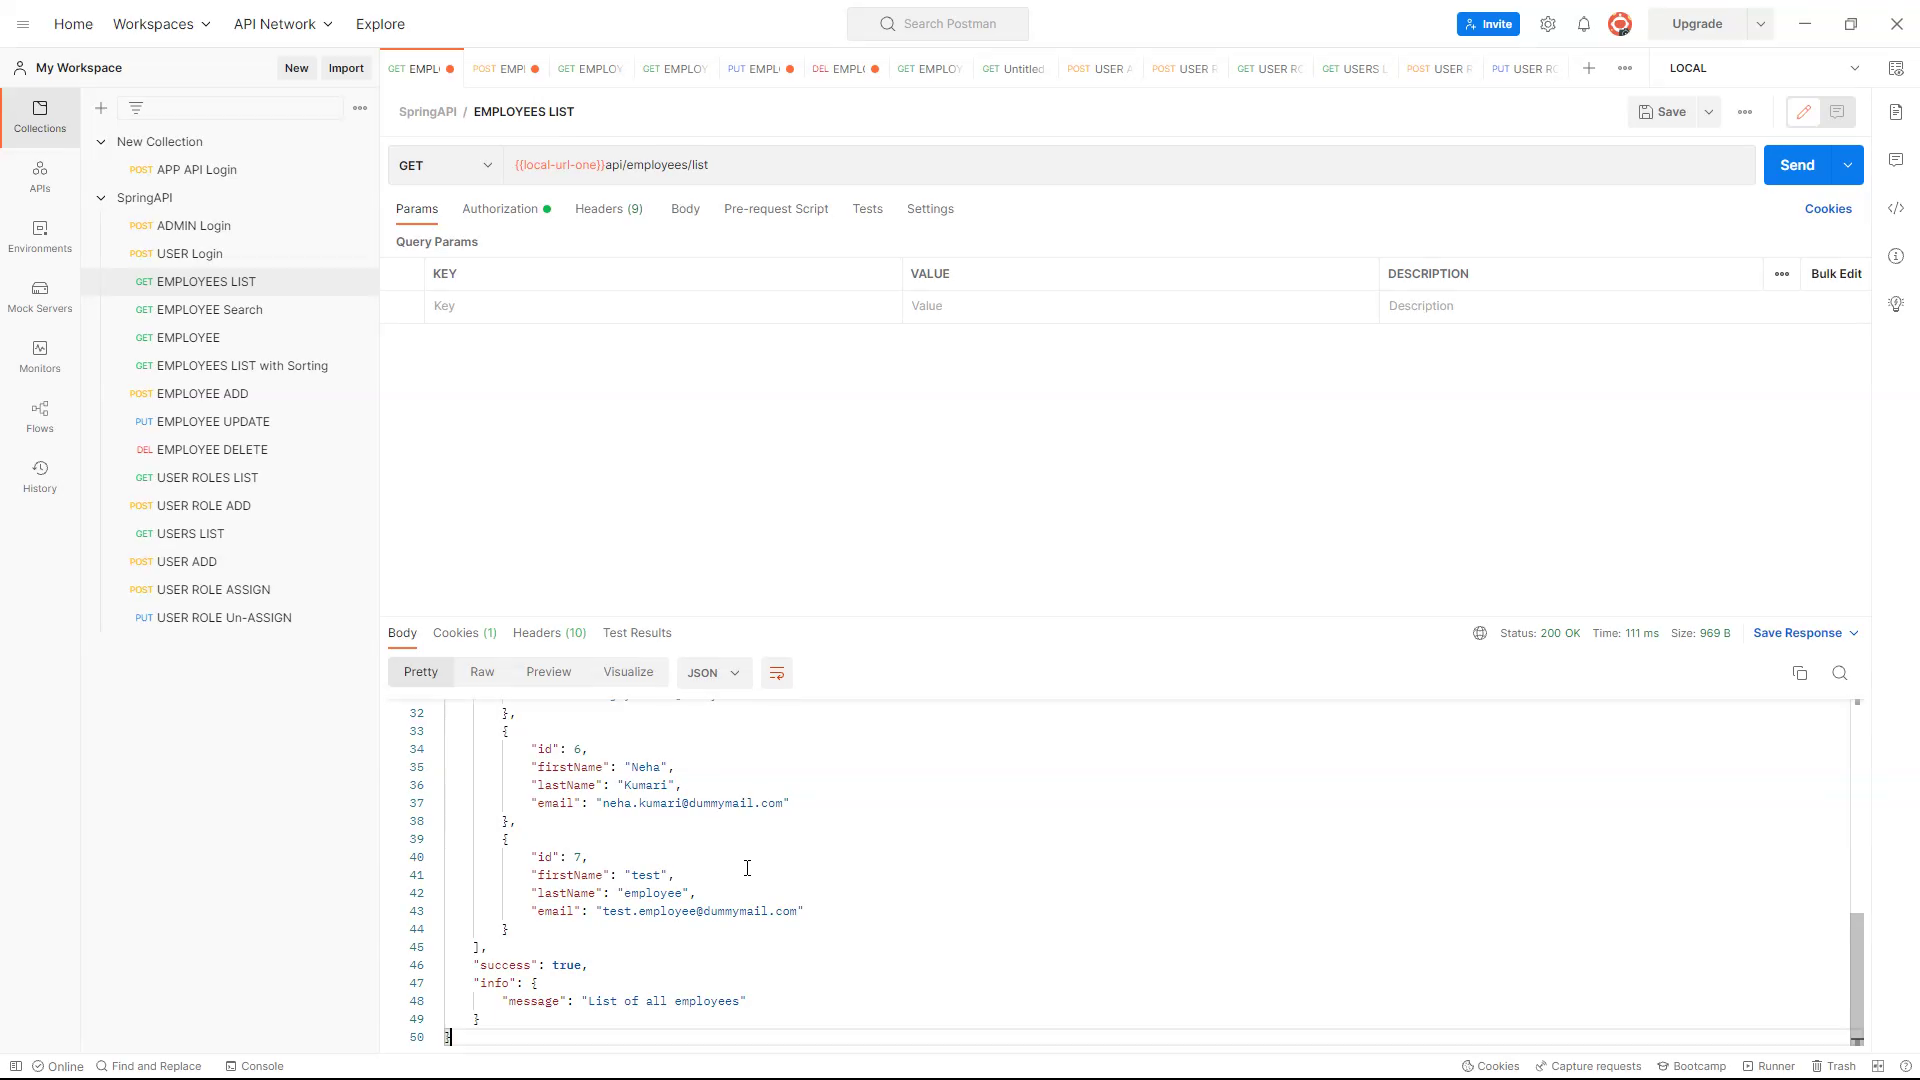 Home
Workspaces
API Network
Explore
Search Postman
Invite
Upgrade
My Workspace
New
Import
GET EMPL
POST EMPI
GET EMPLOY
GET EMPLOY
PUT EMPL
DEL EMPL
GET EMPLOY
GET Untitled
POST USER A
POST USER R
GET USER RO
GET USERS L
POST USER R
PUT USER RO
LOCAL
Collections
APIs
Environments
Mock Servers
Monitors
Flows
History
New Collection
POST APP API Login
SpringAPI
POST ADMIN Login
POST USER Login
GET EMPLOYEES LIST
GET EMPLOYEE Search
GET EMPLOYEE
GET EMPLOYEES LIST with Sorting
POST EMPLOYEE ADD
PUT EMPLOYEE UPDATE
DEL EMPLOYEE DELETE
GET USER ROLES LIST
POST USER ROLE ADD
GET USERS LIST
POST USER ADD
POST USER ROLE ASSIGN
PUT USER ROLE Un-ASSIGN
SpringAPI / EMPLOYEES LIST
Save
GET
{{local-url-one}}api/employees/list
Send
Params
Authorization
Headers (9)
Body
Pre-request Script
Tests
Settings
Cookies
Query Params
KEY
VALUE
DESCRIPTION
Bulk Edit
Key
Value
Description
Body
Cookies (1)
Headers (10)
Test Results
Status: 200 OK
Time: 111 ms
Size: 969 B
Save Response
Pretty
Raw
Preview
Visualize
JSON
32 },
33 {
34 "id": 6,
35 "firstName": "Neha",
36 "lastName": "Kumari",
37 "email": "neha.kumari@dummymail.com"
38 },
39 {
40 "id": 7,
41 "firstName": "test",
42 "lastName": "employee",
43 "email": "test.employee@dummymail.com"
44 }
45 ],
46 "success": true,
47 "info": {
48 "message": "List of all employees"
49 }
50 }
Online
Find and Replace
Console
Cookies
Capture requests
Bootcamp
Runner
Trash